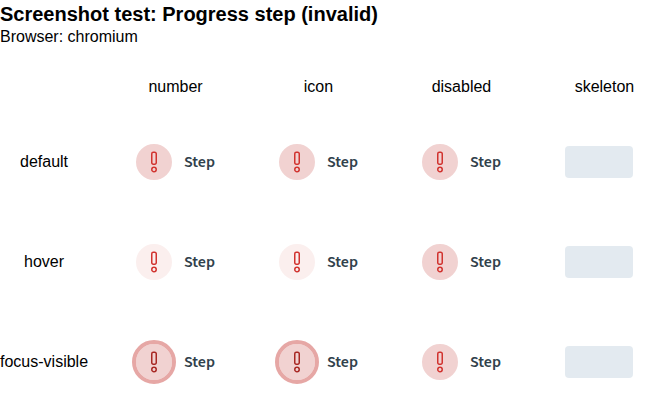 Screenshot test: Progress step (invalid)
Browser: chromium
number icon disabled skeleton
default Step Step Step
hover Step Step Step
focus-visible Step Step Step